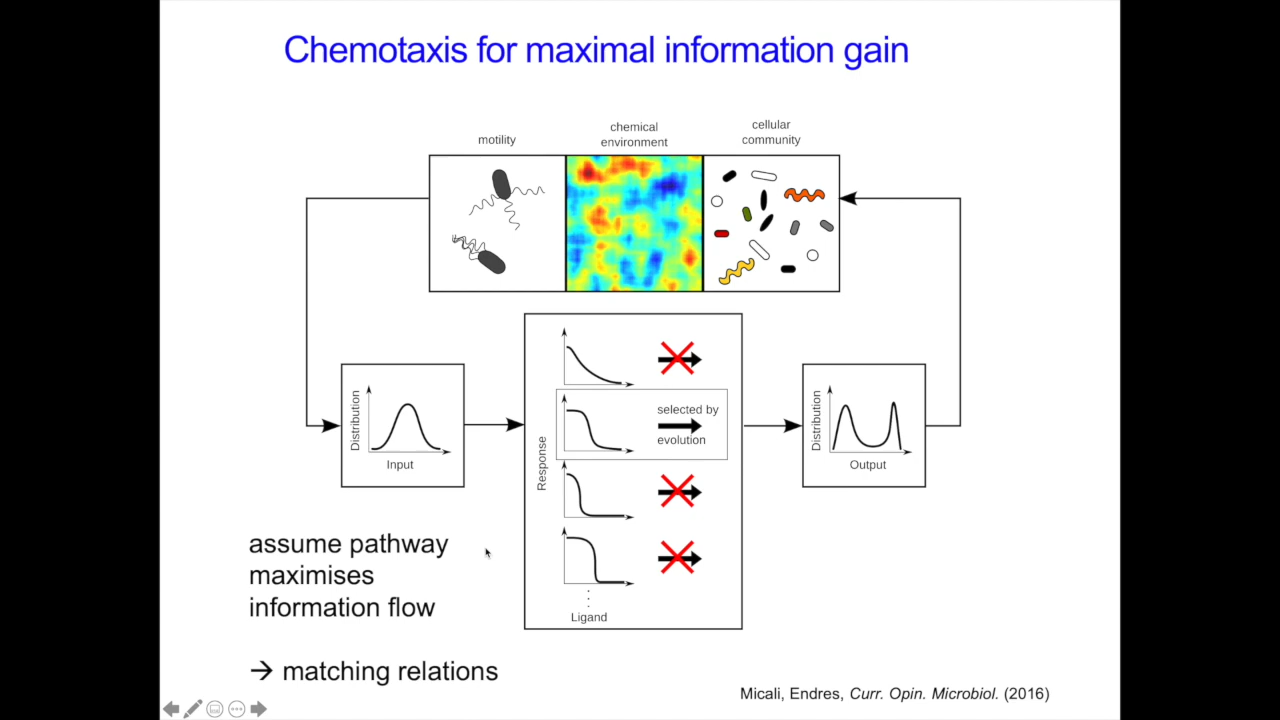 Chemotaxis for maximal information gain
motility
chemical
environment
cellular
community
Distribution
Input
Response
selected by
evolution
Ligand
Distribution
Output
assume pathway
maximises
information flow
→ matching relations
Micali, Endres, Curr. Opin. Microbiol. (2016)